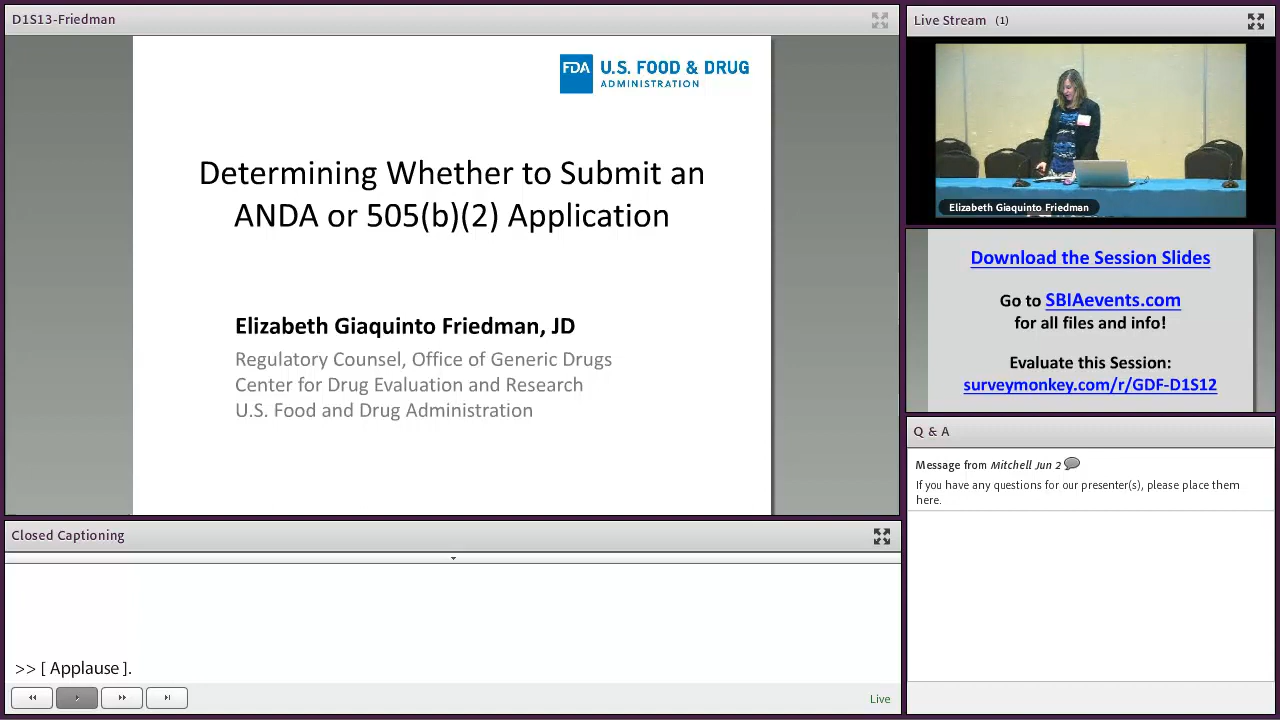 D1S13-Friedman
FDA U.S. FOOD & DRUG
ADMINISTRATION
Determining Whether to Submit an
ANDA or 505(b)(2) Application
Elizabeth Giaquinto Friedman, JD
Regulatory Counsel, Office of Generic Drugs
Center for Drug Evaluation and Research
U.S. Food and Drug Administration
Closed Captioning
>> [ Applause ].
Live
Live Stream (1)
Elizabeth Giaquinto Friedman
Download the Session Slides
Go to SBIAevents.com
for all files and info!
Evaluate this Session:
surveymonkey.com/r/GDF-D1S12
Q & A
Message from Mitchell Jun 2
If you have any questions for our presenter(s), please place them
here.